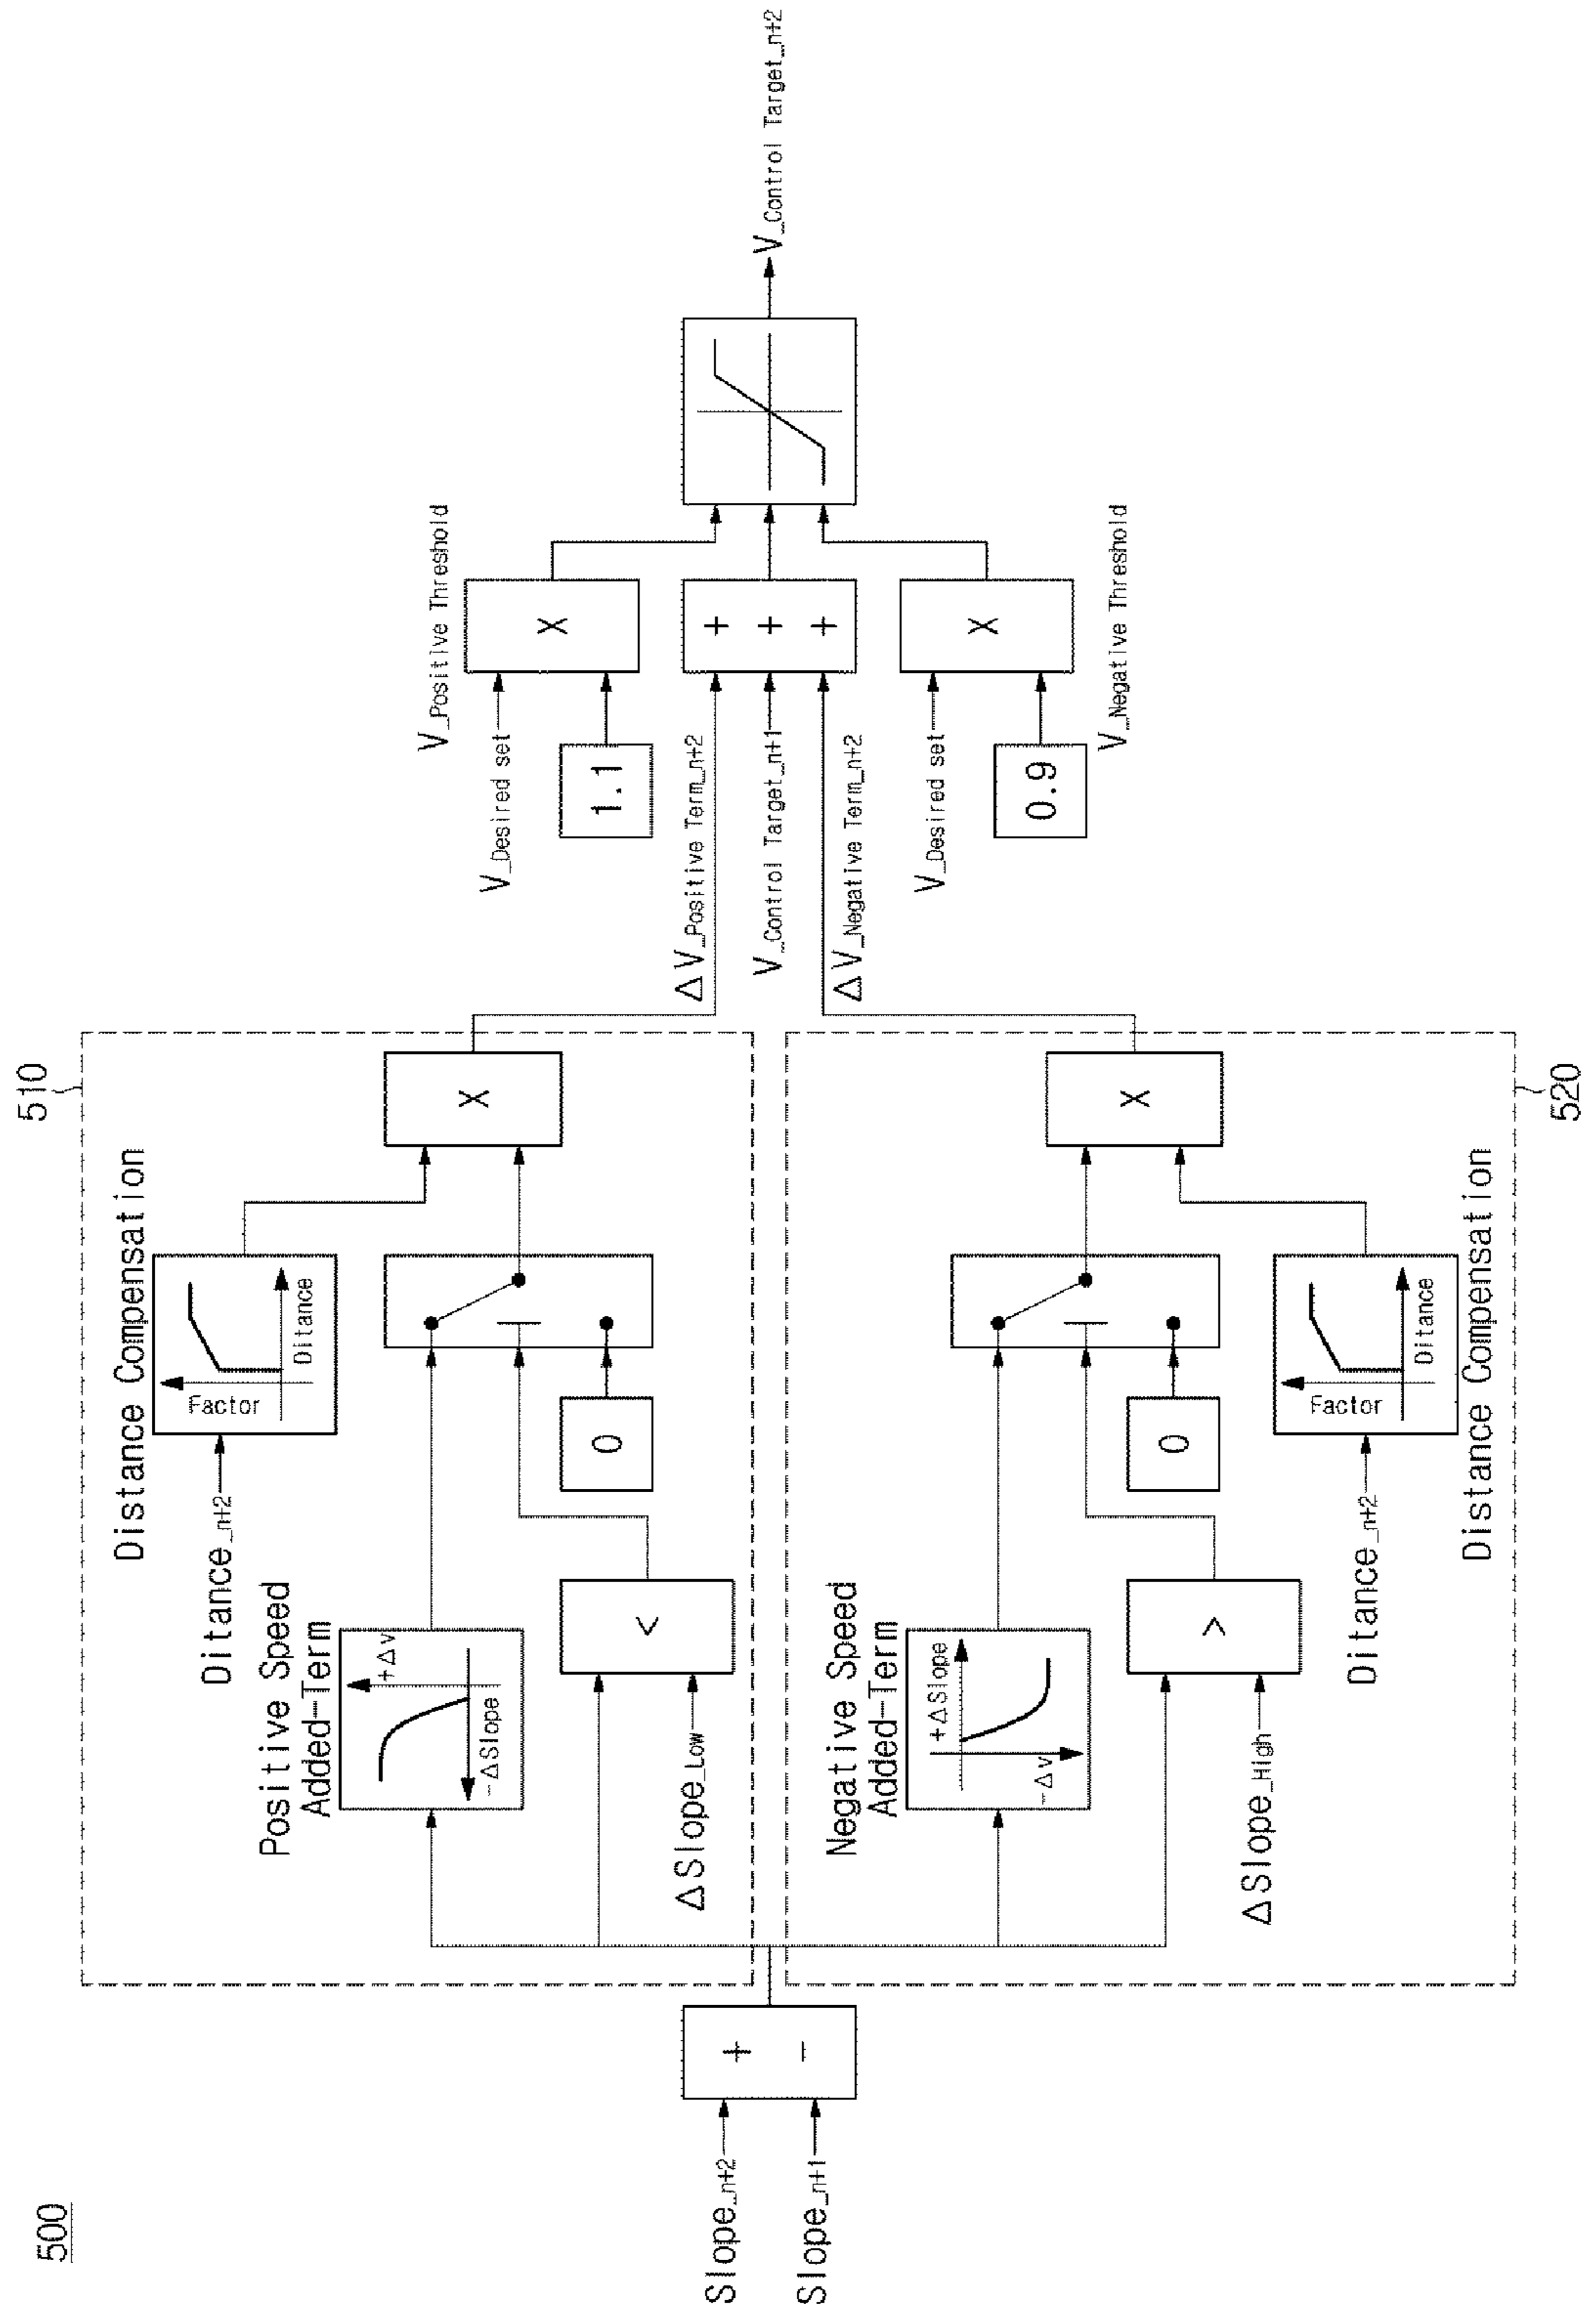 500
510
Distance Compensation
Factor
Ditance
Ditance_n+2
Positive Speed
Added-Term
+Δv
-ΔSlope
X
0
<
ΔSlope_Low
Slope_n+2
Slope_n+1
+
-
Negative Speed
Added-Term
+ΔSlope
-Δv
X
0
>
ΔSlope_High
Factor
Ditance
Ditance_n+2
Distance Compensation
520
V_Positive Threshold
V_Desired set
1.1
X
ΔV_Positive Term_n+2
V_Control Target_n+1
ΔV_Negative Term_n+2
+
+
+
V_Desired set
0.9
X
V_Negative Threshold
V_Control Target_n+2